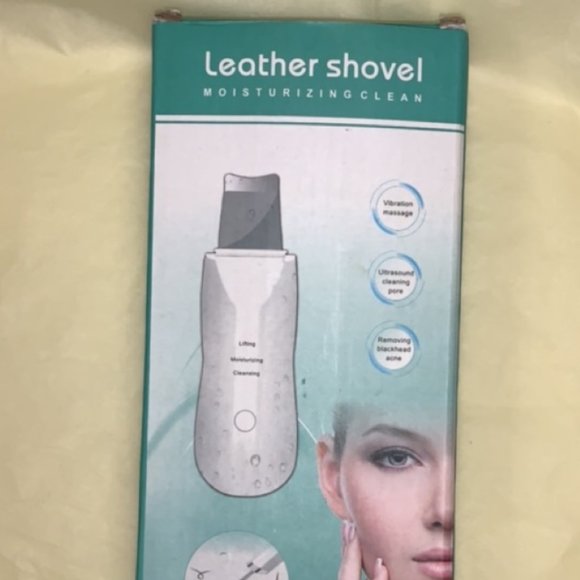 Leather shovel
MOISTURIZING CLEAN
Vibration
massage
Ultrasound
cleaning
pore
Removing
blackhead
acne
Lifting
Moisturizing
Cleansing